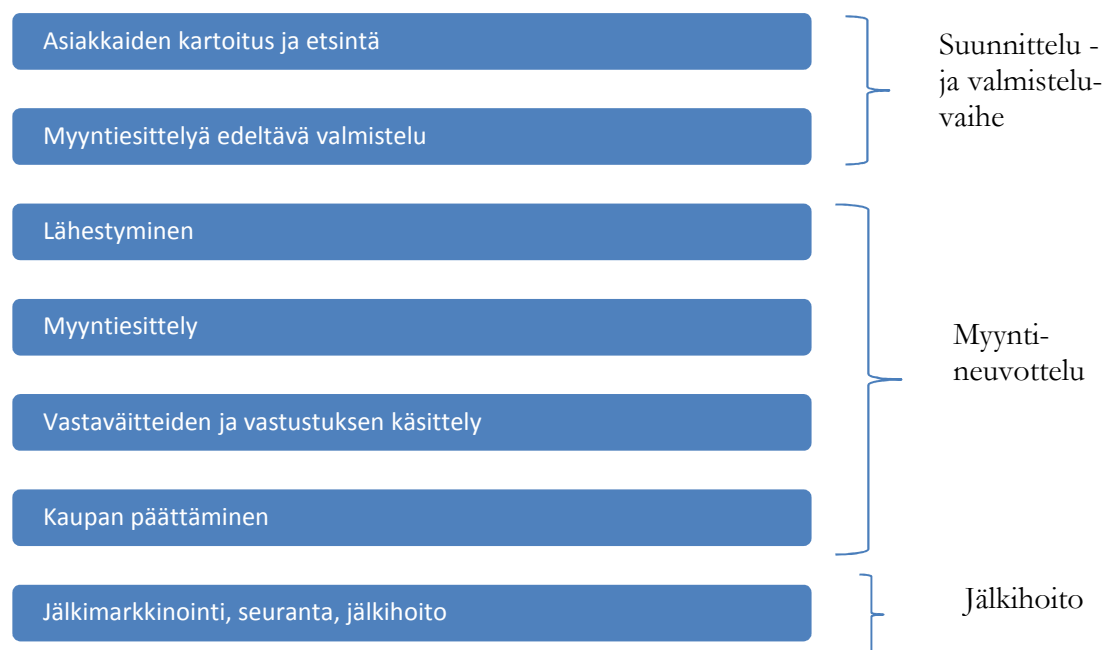 Asiakkaiden kartoitus ja etsintä
Myyntiesittelyä edeltävä valmistelu
Suunnittelu -
ja valmistelu-
vaihe
Lähestyminen
Myyntiesittely
Vastaväitteiden ja vastustuksen käsittely
Kaupan päättäminen
Myynti-
neuvottelu
Jälkimarkkinointi, seuranta, jälkihoito
Jälkihoito